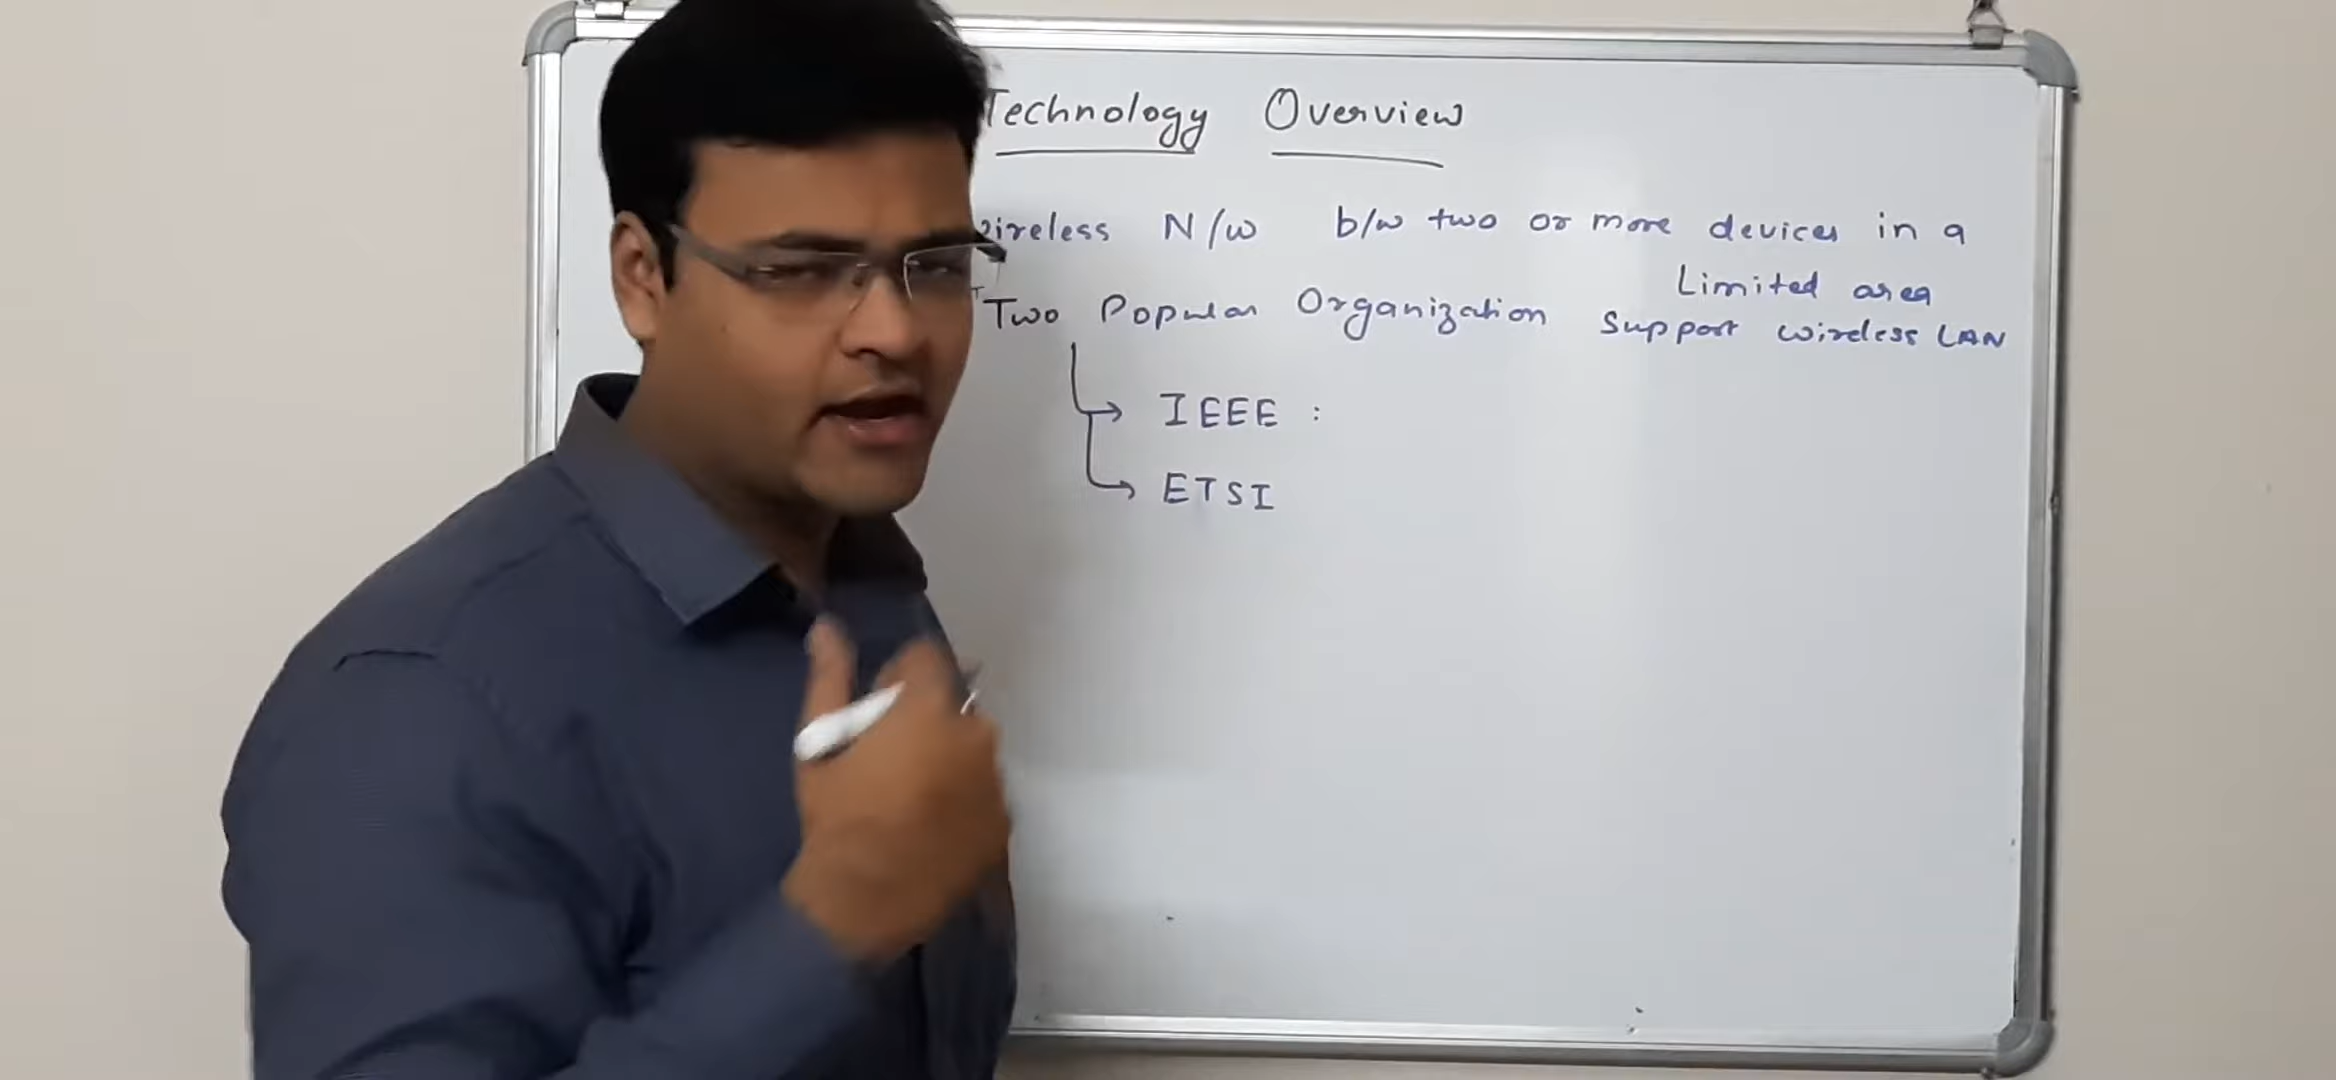 Technology Overview
wireless N/w b/w two or more devices in a
Limited area
Two Popular Organization Support wireless LAN
IEEE :
ETSI